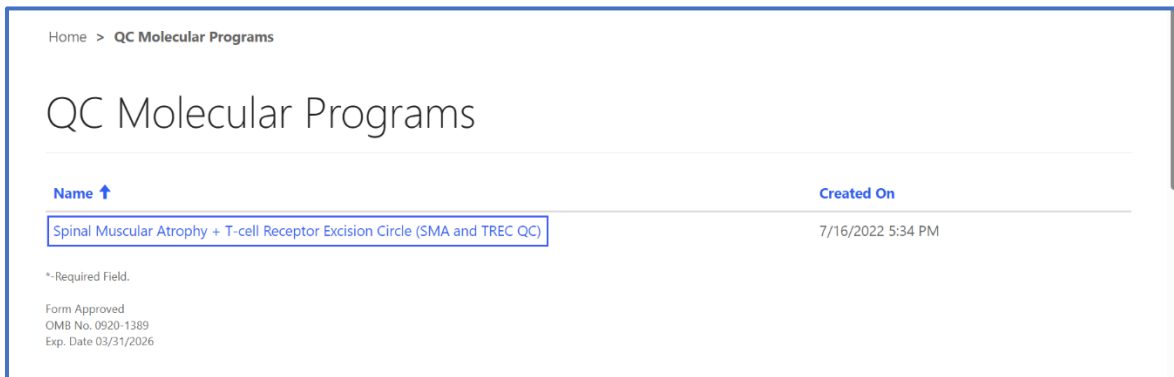 Home > QC Molecular Programs
QC Molecular Programs
Name ↑ Created On
Spinal Muscular Atrophy + T-cell Receptor Excision Circle (SMA and TREC QC) 7/16/2022 5:34 PM
*-Required Field.
Form Approved
OMB No. 0920-1389
Exp. Date 03/31/2026